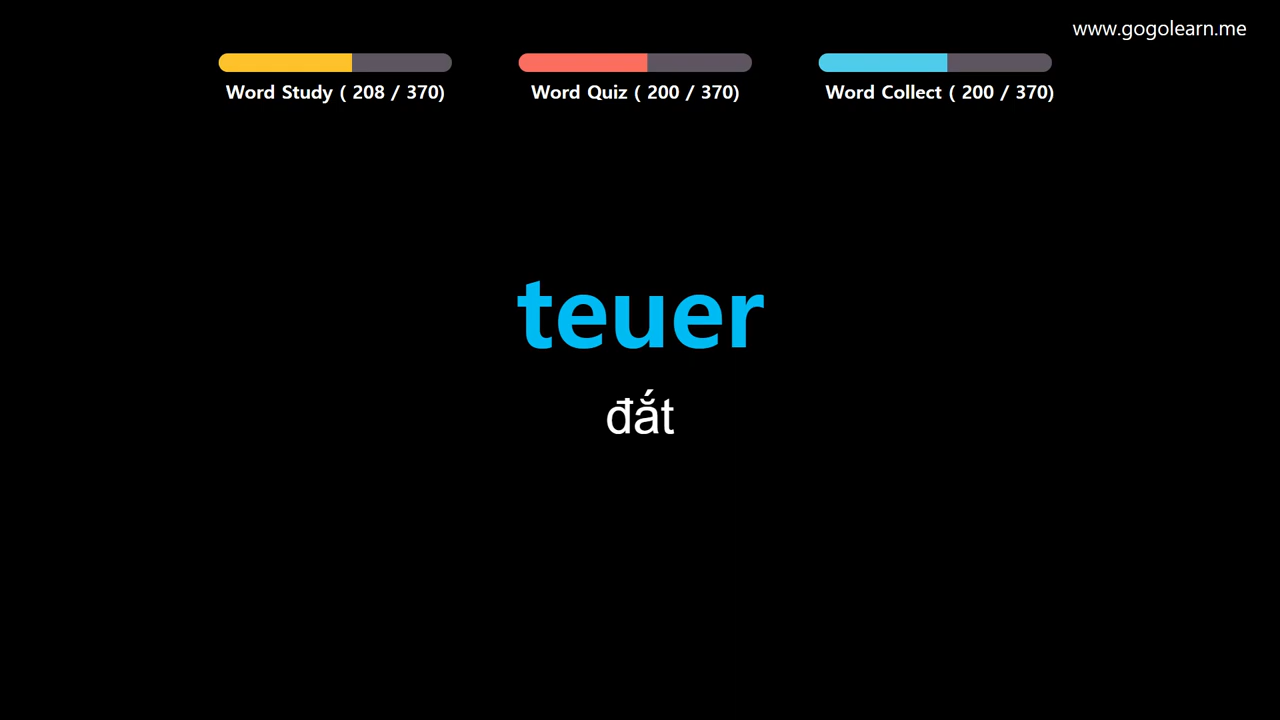 www.gogolearn.me
Word Study ( 208 / 370)
Word Quiz ( 200 / 370)
Word Collect ( 200 / 370)
teuer
đắt